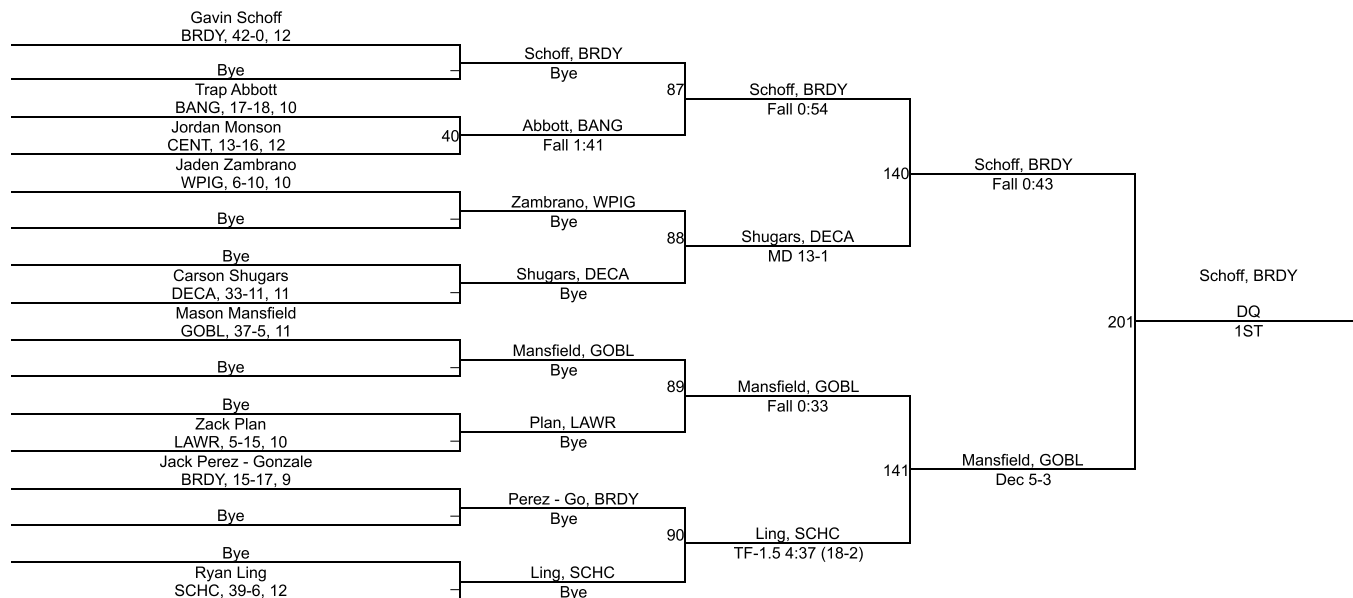 Gavin Schoff
BRDY, 42-0, 12
Bye
Trap Abbott
BANG, 17-18, 10
Jordan Monson
CENT, 13-16, 12
Jaden Zambrano
WPIG, 6-10, 10
Bye
Bye
Carson Shugars
DECA, 33-11, 11
Mason Mansfield
GOBL, 37-5, 11
Bye
Bye
Zack Plan
LAWR, 5-15, 10
Jack Perez - Gonzale
BRDY, 15-17, 9
Bye
Bye
Ryan Ling
SCHC, 39-6, 12
40
Schoff, BRDY
Bye
Abbott, BANG
Fall 1:41
Zambrano, WPIG
Bye
Shugars, DECA
Bye
Mansfield, GOBL
Bye
Plan, LAWR
Bye
Perez - Go, BRDY
Bye
Ling, SCHC
Bye
87
88
89
90
Schoff, BRDY
Fall 0:54
Shugars, DECA
MD 13-1
Mansfield, GOBL
Fall 0:33
Ling, SCHC
TF-1.5 4:37 (18-2)
140
141
Schoff, BRDY
Fall 0:43
Mansfield, GOBL
Dec 5-3
201
Schoff, BRDY
DQ
1ST